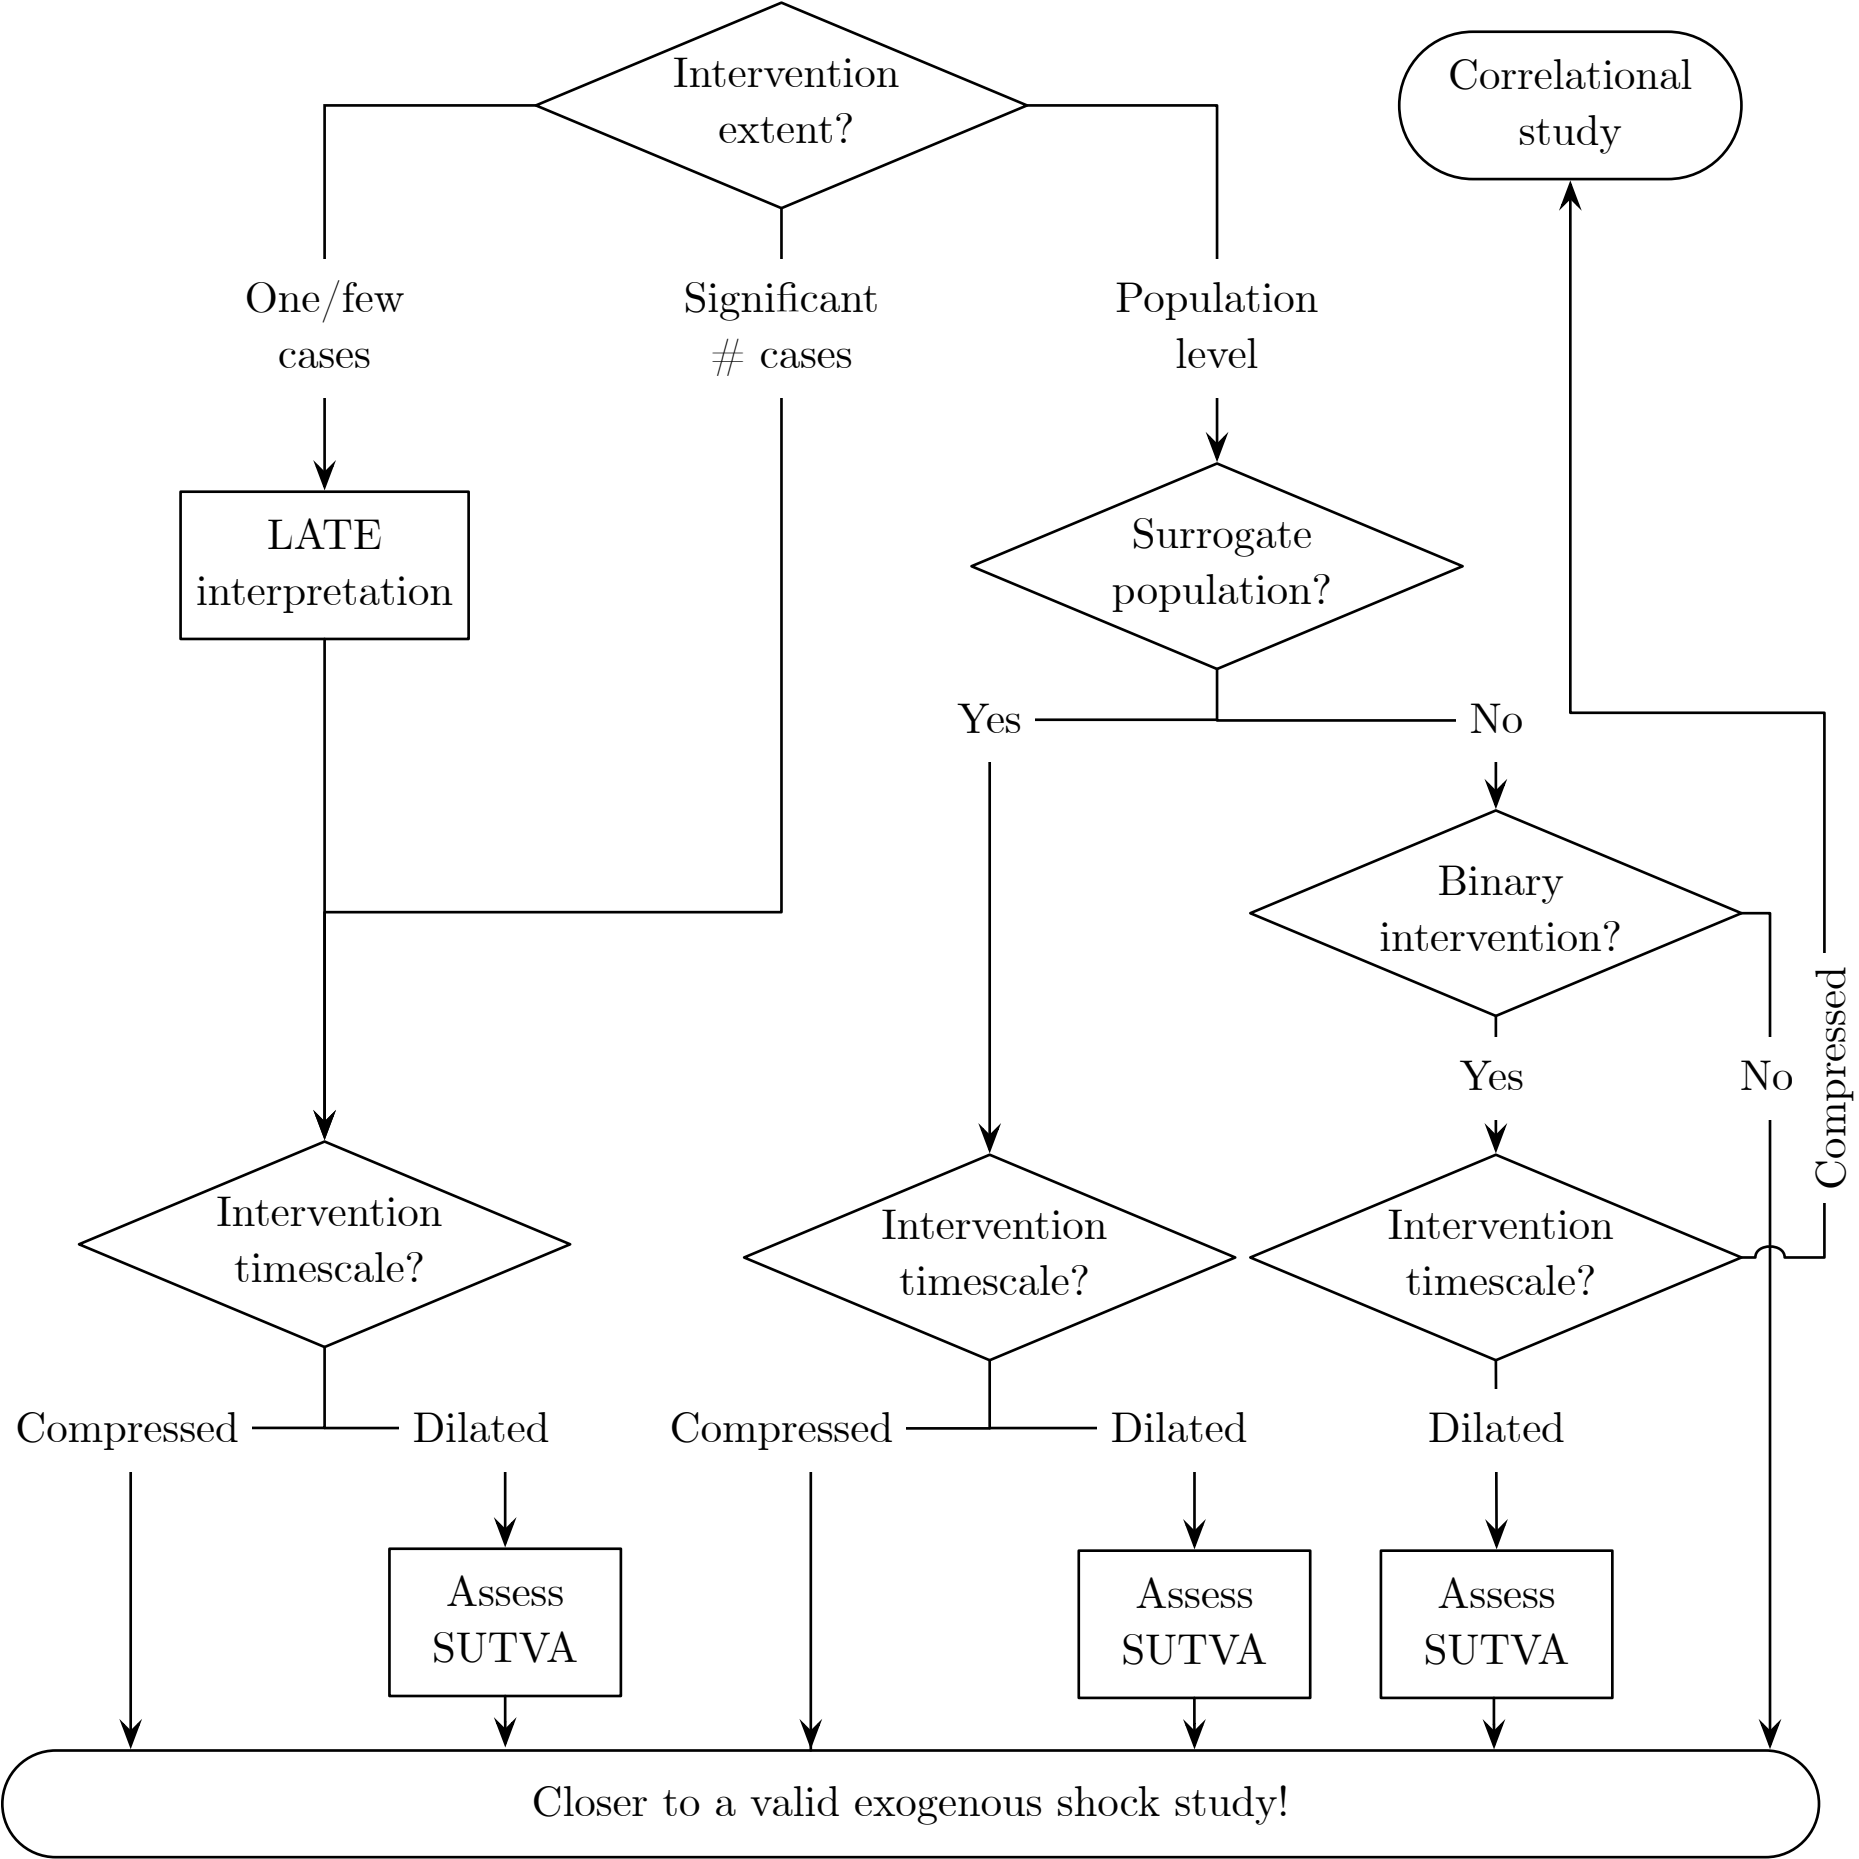 Intervention
extent?
Correlational
study
One/few
cases
Significant
# cases
Population
level
LATE
interpretation
Surrogate
population?
Yes
No
Binary
intervention?
Compressed
Yes
No
Intervention
timescale?
Intervention
timescale?
Intervention
timescale?
Compressed
Dilated
Compressed
Dilated
Dilated
Assess
SUTVA
Assess
SUTVA
Assess
SUTVA
Closer to a valid exogenous shock study!